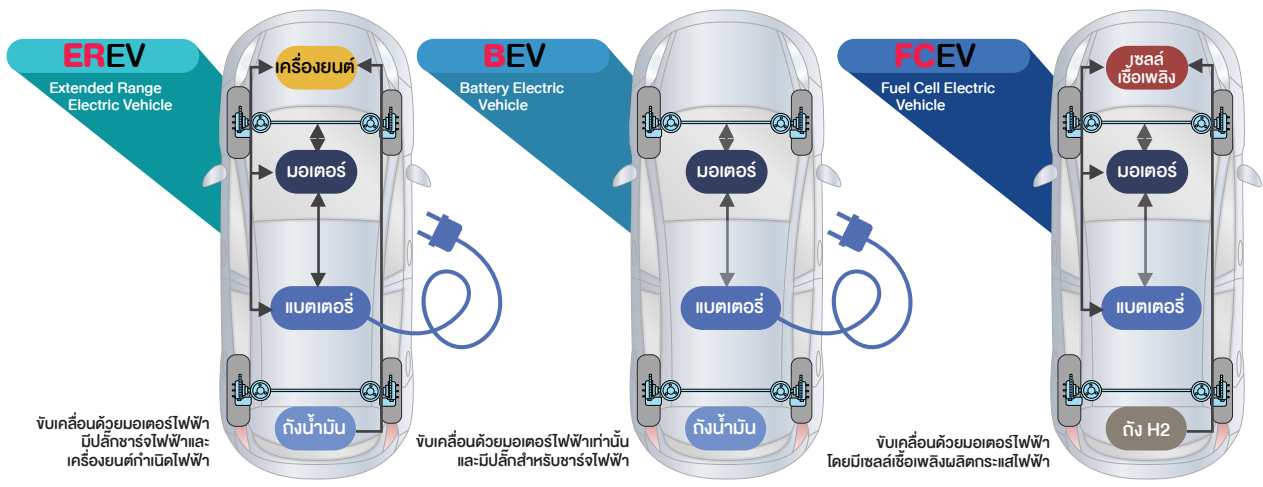 EREV
Extended Range
Electric Vehicle
เครื่องยนต์
มอเตอร์
แบตเตอรี่
ถังน้ำมัน
ขับเคลื่อนด้วยมอเตอร์ไฟฟ้า
มีปลั๊กชาร์จไฟฟ้าและ
เครื่องยนต์กำเนิดไฟฟ้า
BEV
Battery Electric
Vehicle
มอเตอร์
แบตเตอรี่
ถังน้ำมัน
ขับเคลื่อนด้วยมอเตอร์ไฟฟ้าเท่านั้น
และมีปลั๊กสำหรับชาร์จไฟฟ้า
FCEV
Fuel Cell Electric
Vehicle
เซลล์
เชื้อเพลิง
มอเตอร์
แบตเตอรี่
ถัง H2
ขับเคลื่อนด้วยมอเตอร์ไฟฟ้า
โดยมีเซลล์เชื้อเพลิงผลิตกระแสไฟฟ้า